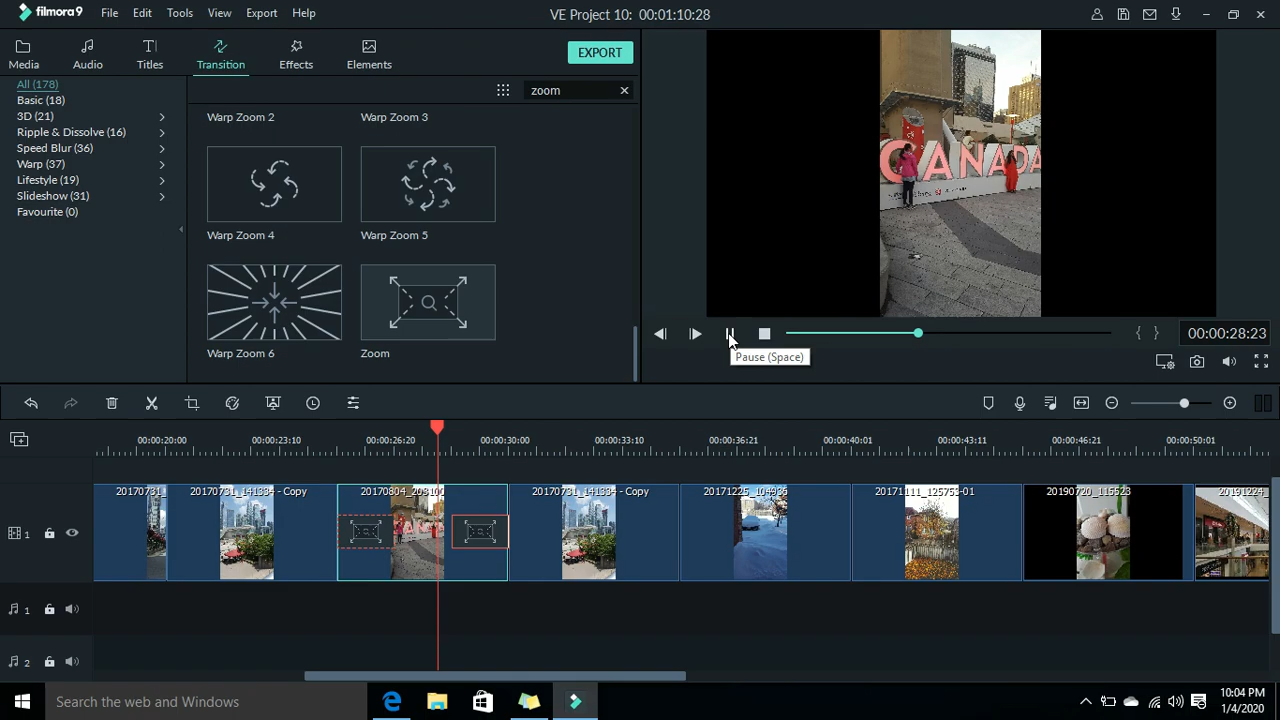 filmora9 File Edit Tools View Export Help VE Project 10: 00:01:10:28
Media Audio Titles Transition Effects Elements EXPORT
All (178)
Basic (18)
3D (21)
Ripple & Dissolve (16)
Speed Blur (36)
Warp (37)
Lifestyle (19)
Slideshow (31)
Favourite (0)
zoom
Warp Zoom 2 Warp Zoom 3
Warp Zoom 4 Warp Zoom 5
Warp Zoom 6 Zoom
CANADA
00:00:28:23
Pause (Space)
00:00:20:00 00:00:23:10 00:00:26:20 00:00:30:00 00:00:33:10 00:00:36:21 00:00:40:01 00:00:43:11 00:00:46:21 00:00:50:01
20170731_ 20170731_141334 - Copy 20170804_203101 20170731_141334 - Copy 20171225_104936 20171111_125751-01 20190720_115523 20191224_
1
1
2
Search the web and Windows
10:04 PM
1/4/2020